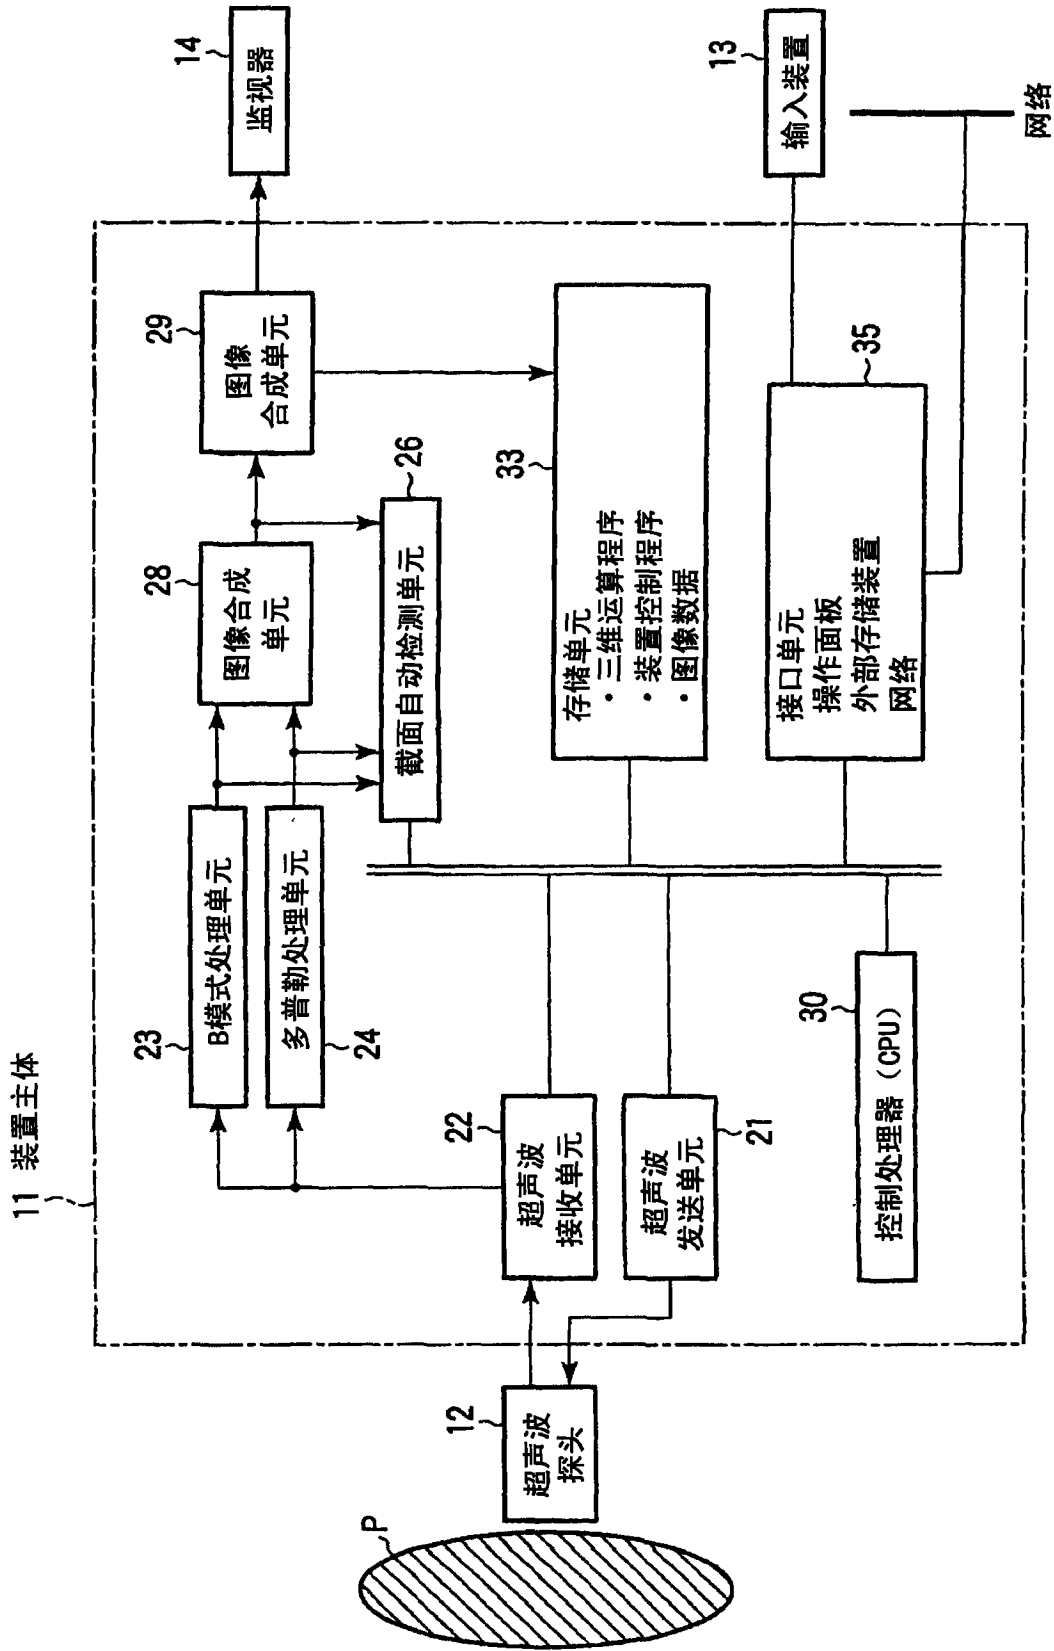 11 装置主体
14
监视器
29
图像
合成单元
28
图像合成
单元
26
截面自动检测单元
23
B模式处理单元
多普勒处理单元
24
13
输入装置
网络
33
存储单元
・三维运算程序
・装置控制程序
・图像数据
35
接口单元
操作面板
外部存储装置
网络
22
超声波
接收单元
超声波
发送单元
21
30
控制处理器（CPU）
12
超声波
探头
P